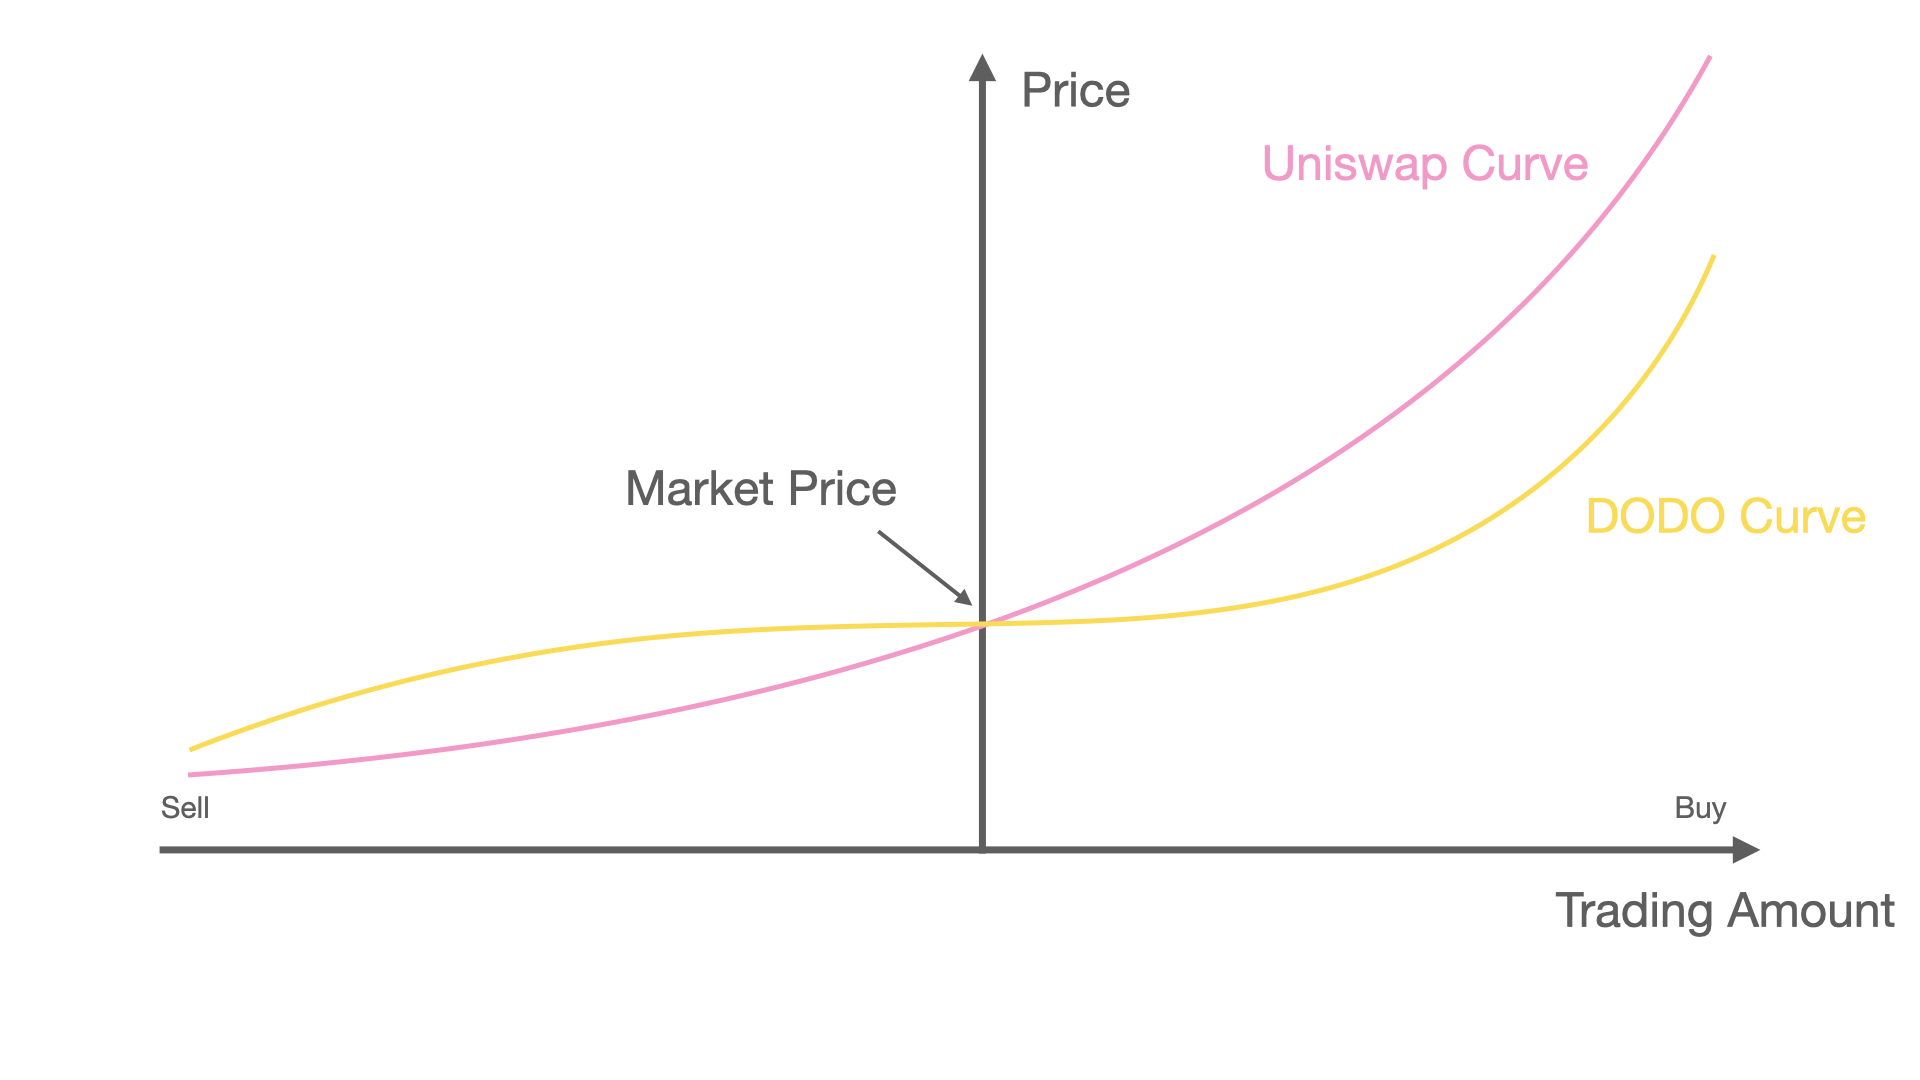 Price
Uniswap Curve
Market Price
DODO Curve
Sell
Buy
Trading Amount